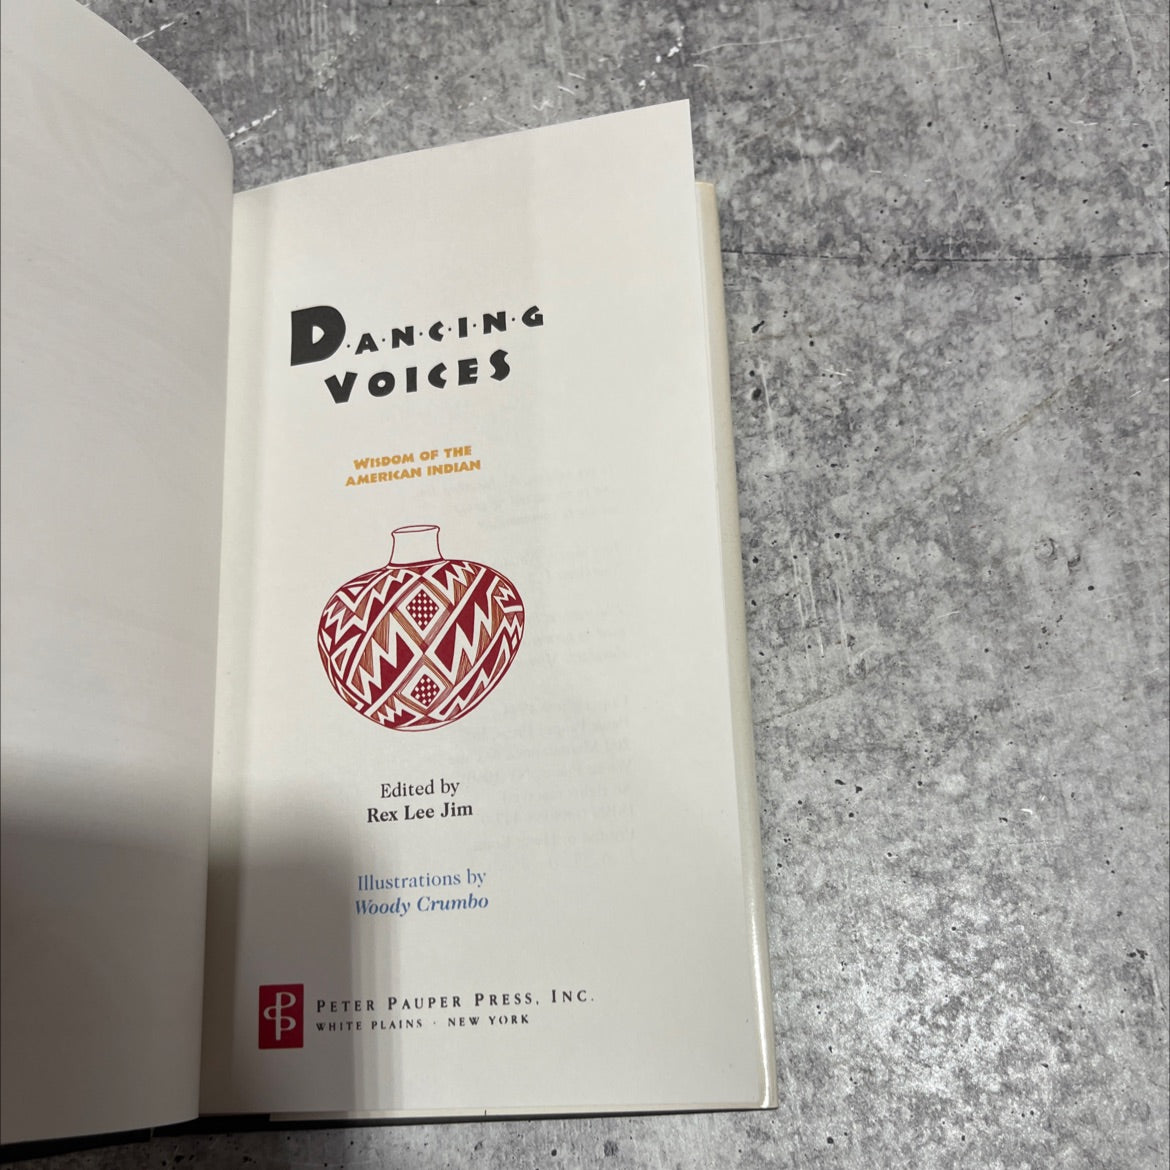 D·A·N·C·I·N·G
VOICES
WISDOM OF THE
AMERICAN INDIAN
Edited by
Rex Lee Jim
Illustrations by
Woody Crumbo
PETER PAUPER PRESS, INC.
WHITE PLAINS · NEW YORK